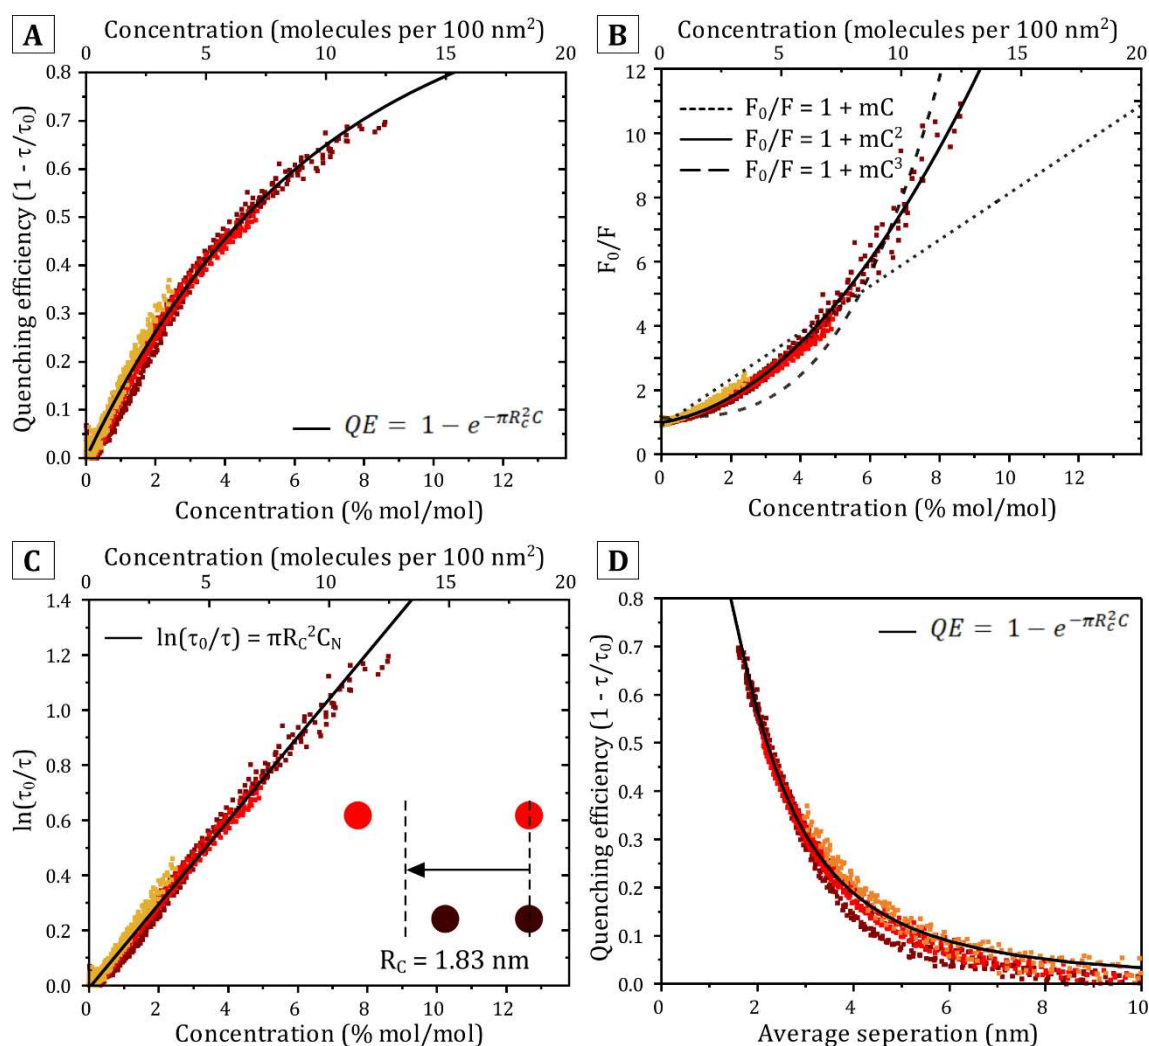 A
Concentration (molecules per 100 nm²)
0 5 10 15 20
Quenching efficiency (1 - τ/τ₀)
0.8
0.7
0.6
0.5
0.4
0.3
0.2
0.1
0.0
QE = 1 − e^{−πR_c²C}
0 2 4 6 8 10 12
Concentration (% mol/mol)
B
Concentration (molecules per 100 nm²)
0 5 10 15 20
F₀/F
12
10
8
6
4
2
0
F₀/F = 1 + mC
F₀/F = 1 + mC²
F₀/F = 1 + mC³
0 2 4 6 8 10 12
Concentration (% mol/mol)
C
Concentration (molecules per 100 nm²)
0 5 10 15 20
ln(τ₀/τ)
1.4
1.2
1.0
0.8
0.6
0.4
0.2
0.0
ln(τ₀/τ) = πR_C²C_N
R_C = 1.83 nm
0 2 4 6 8 10 12
Concentration (% mol/mol)
D
Quenching efficiency (1 - τ/τ₀)
0.8
0.7
0.6
0.5
0.4
0.3
0.2
0.1
0.0
QE = 1 − e^{−πR_c²C}
0 2 4 6 8 10
Average seperation (nm)